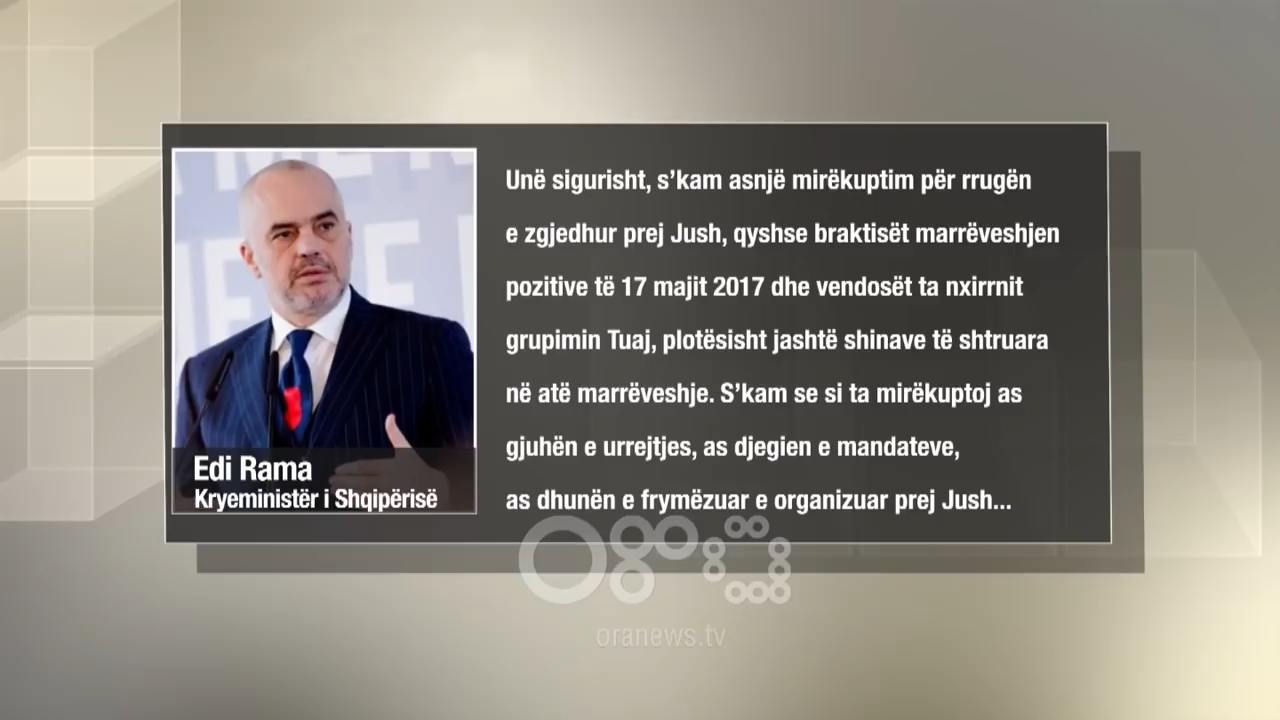 Unë sigurisht, s'kam asnjë mirëkuptim për rrugën
e zgjedhur prej Jush, qyshse braktisët marrëveshjen
pozitive të 17 majit 2017 dhe vendosët ta nxirrnit
grupimin Tuaj, plotësisht jashtë shinave të shtruara
në atë marrëveshje. S'kam se si ta mirëkuptoj as
gjuhën e urrejtjes, as djegien e mandateve,
as dhunën e frymëzuar e organizuar prej Jush...
Edi Rama
Kryeministër i Shqipërisë
oranews.tv